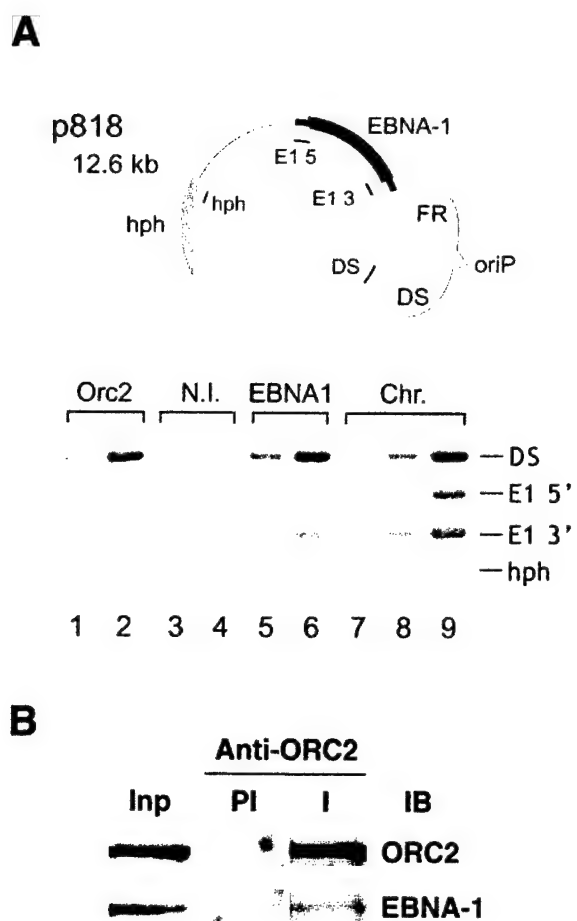 A
p818
12.6 kb
EBNA-1
E1 5
E1 3
hph
hph
FR
DS
oriP
DS
Orc2 N.I. EBNA1 Chr.
DS
E1 5'
E1 3'
hph
1 2 3 4 5 6 7 8 9
B
Anti-ORC2
Inp PI I IB
ORC2
EBNA-1